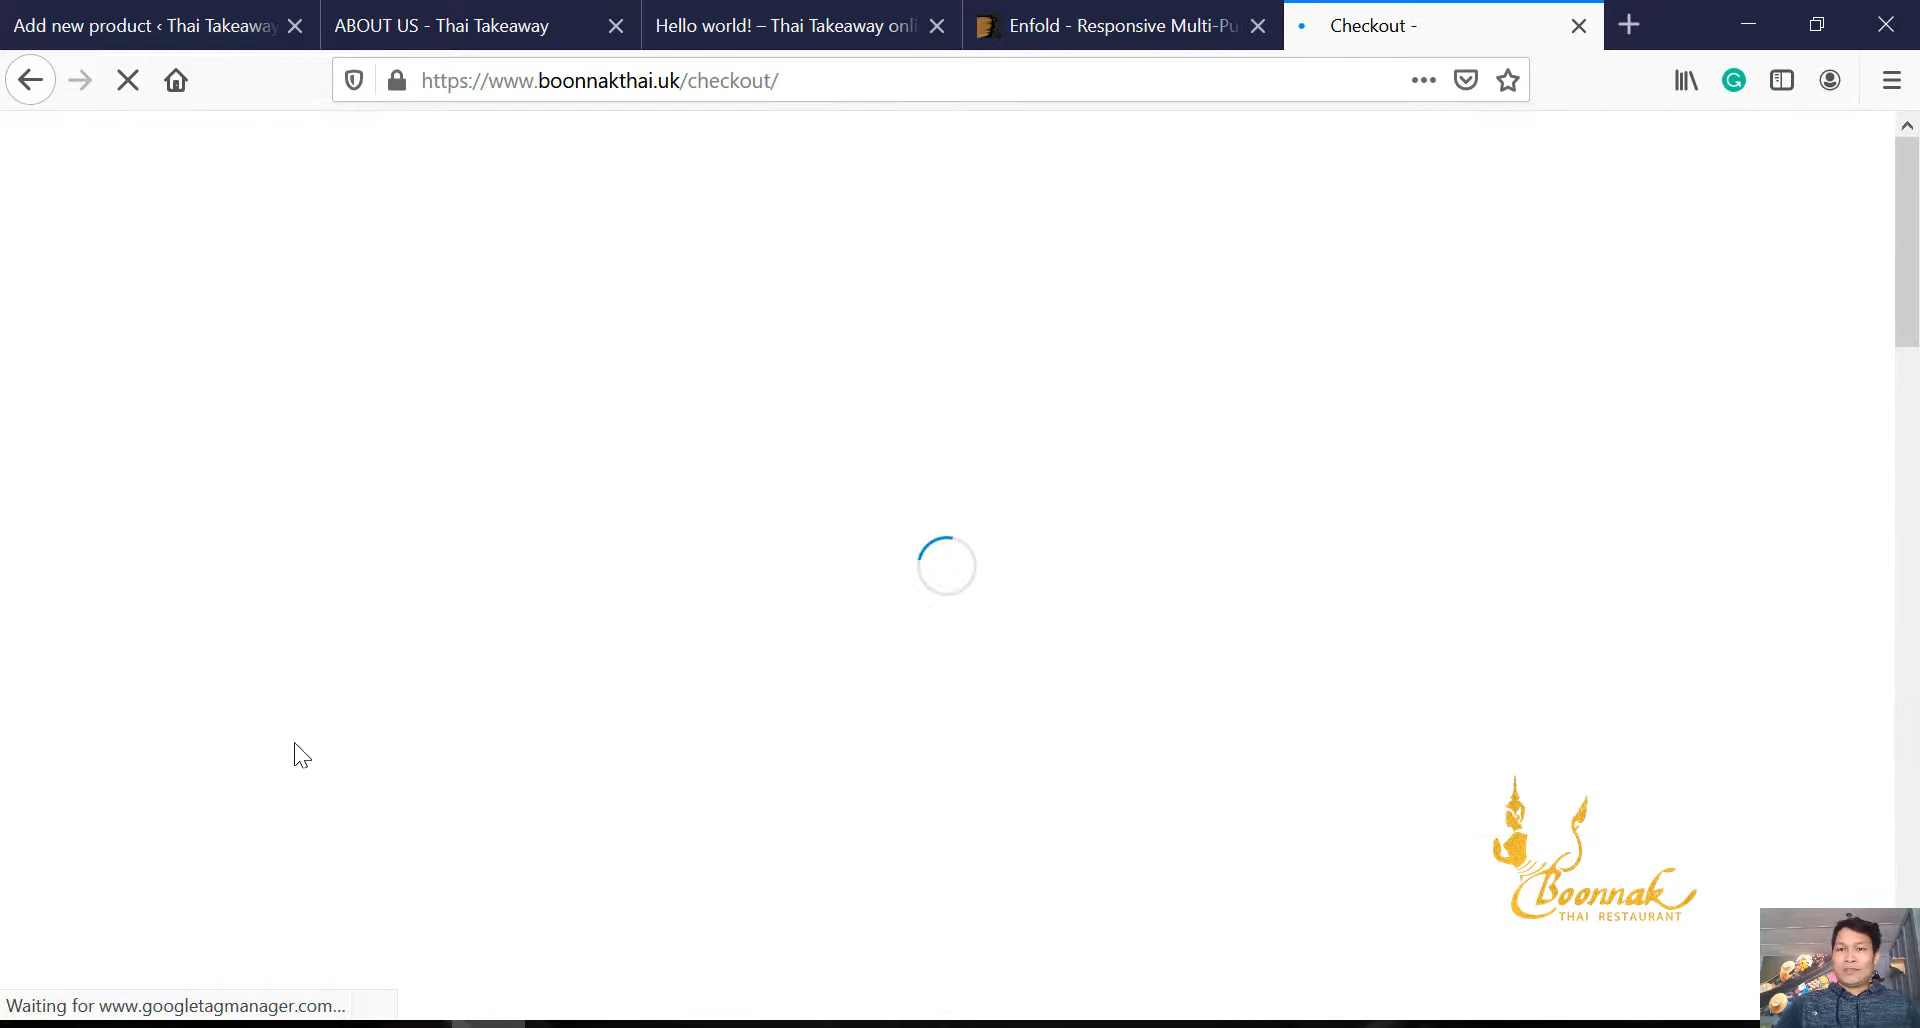 Add new product ‹ Thai Takeaway
ABOUT US - Thai Takeaway
Hello world! – Thai Takeaway onli
Enfold - Responsive Multi-Pu
Checkout -
https://www.boonnakthai.uk/checkout/
Boonnak
THAI RESTAURANT
Waiting for www.googletagmanager.com...